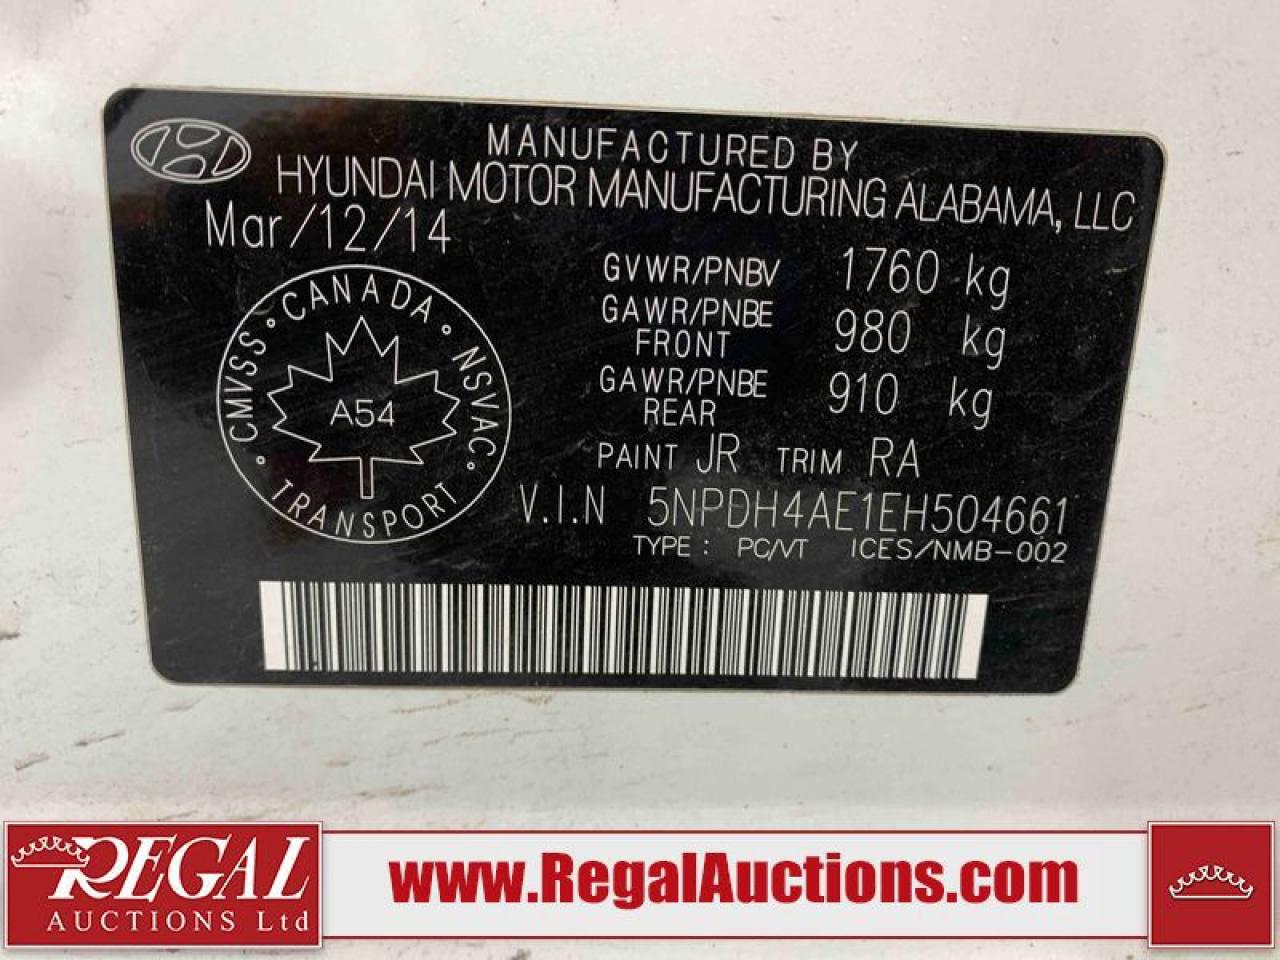 MANUFACTURED BY
HYUNDAI MOTOR MANUFACTURING ALABAMA, LLC
Mar/12/14
GVWR/PNBV 1760 kg
GAWR/PNBE FRONT 980 kg
GAWR/PNBE REAR 910 kg
PAINT JR TRIM RA
V.I.N 5NPDH4AE1EH504661
TYPE: PC/VT ICES/NMB-002
CANADA · NSVAC · TRANSPORT · CMVSS
A54
REGAL
AUCTIONS Ltd
www.RegalAuctions.com